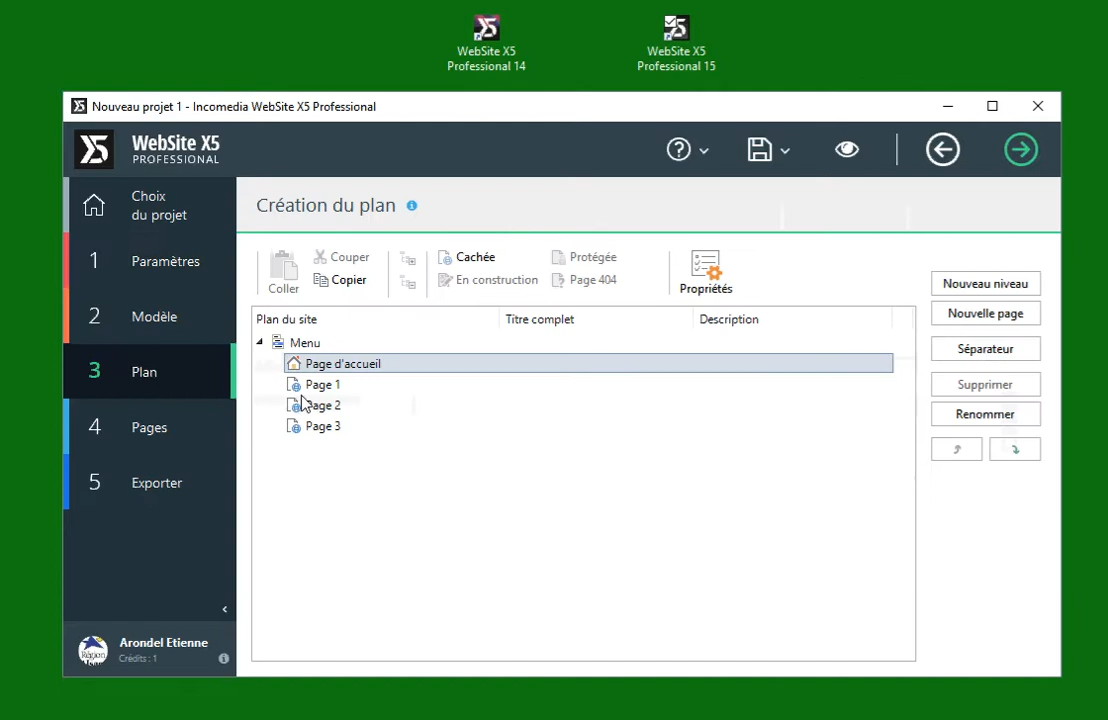 WebSite X5
Professional 14
WebSite X5
Professional 15
Nouveau projet 1 - Incomedia WebSite X5 Professional
WebSite X5
PROFESSIONAL
Choix
du projet
1 Paramètres
2 Modèle
3 Plan
4 Pages
5 Exporter
Arondel Etienne
Crédits : 1
Création du plan
Coller
Couper
Copier
Cachée
En construction
Protégée
Page 404
Propriétés
Plan du site Titre complet Description
Menu
Page d'accueil
Page 1
Page 2
Page 3
Nouveau niveau
Nouvelle page
Séparateur
Supprimer
Renommer